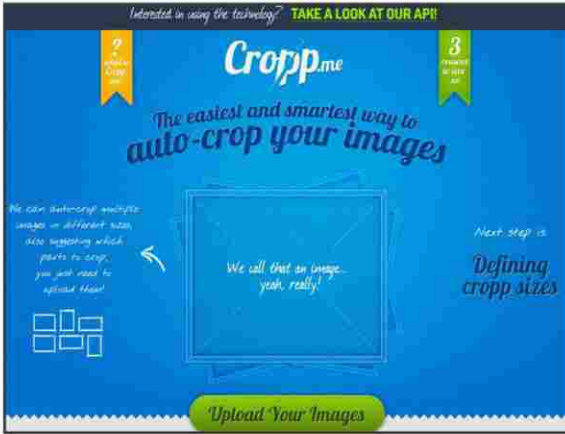 Interested in using the technology? TAKE A LOOK AT OUR API!
?
3
Cropp.me
The easiest and smartest way to
auto-crop your images
We can auto-crop multiple
images in different sizes,
also suggesting which
parts to crop,
you just need to
upload them!
We call that an image...
yeah, really!
Next step is
Defining
cropp sizes
Upload Your Images